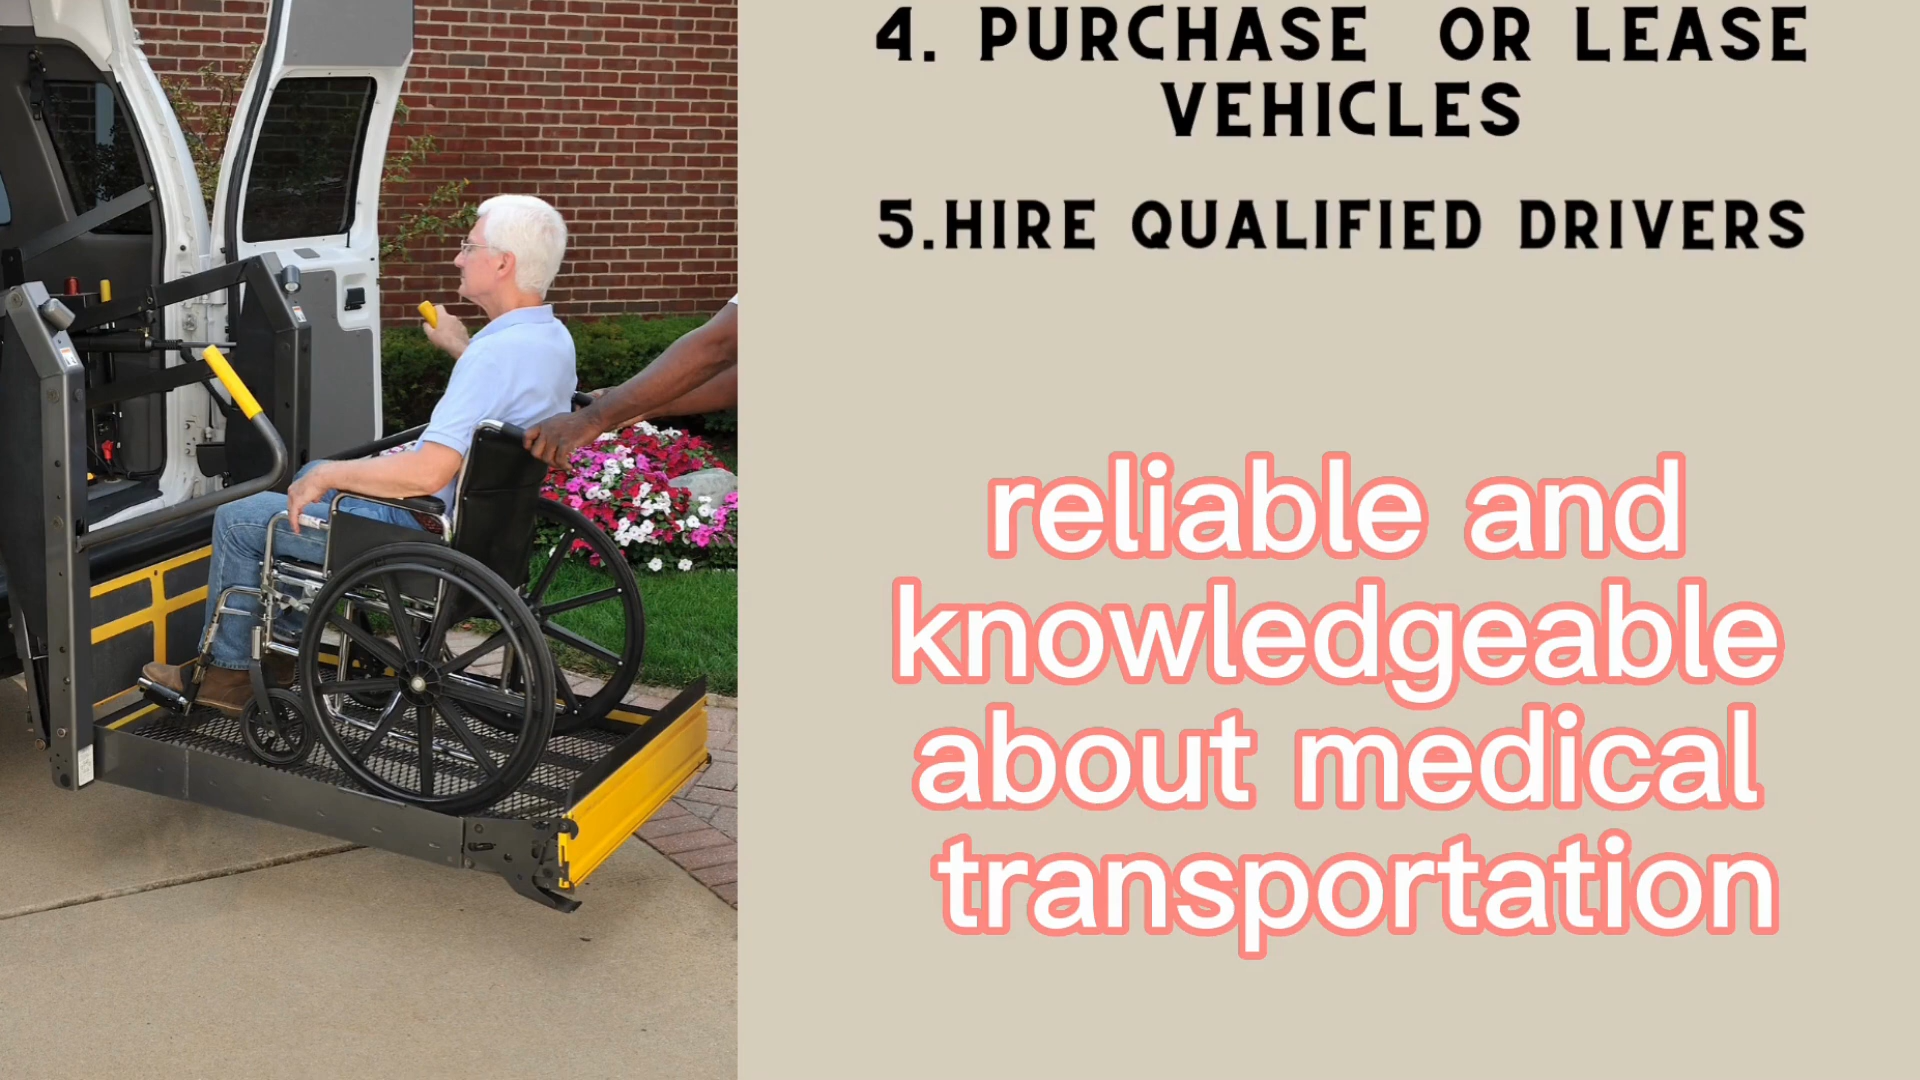 4. PURCHASE OR LEASE
VEHICLES
5.HIRE QUALIFIED DRIVERS
reliable and
knowledgeable
about medical
transportation